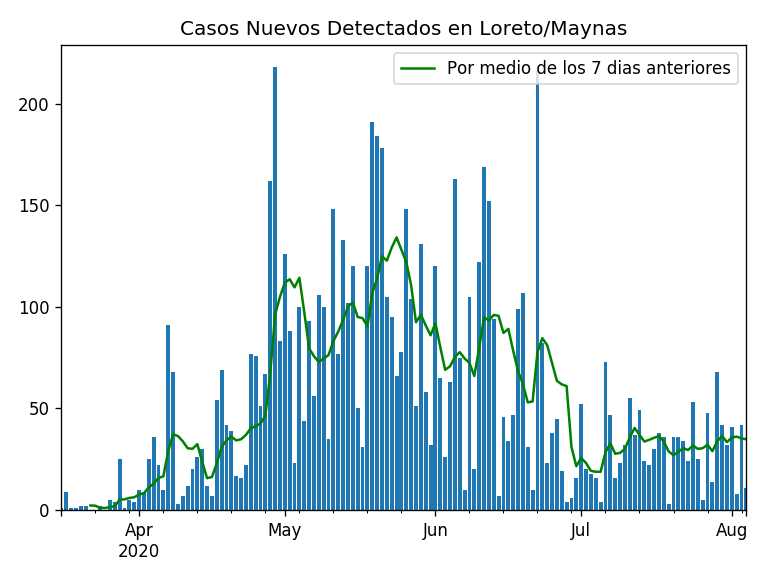 Casos Nuevos Detectados en Loreto/Maynas
Por medio de los 7 dias anteriores
200
150
100
50
0
Apr
2020
May
Jun
Jul
Aug